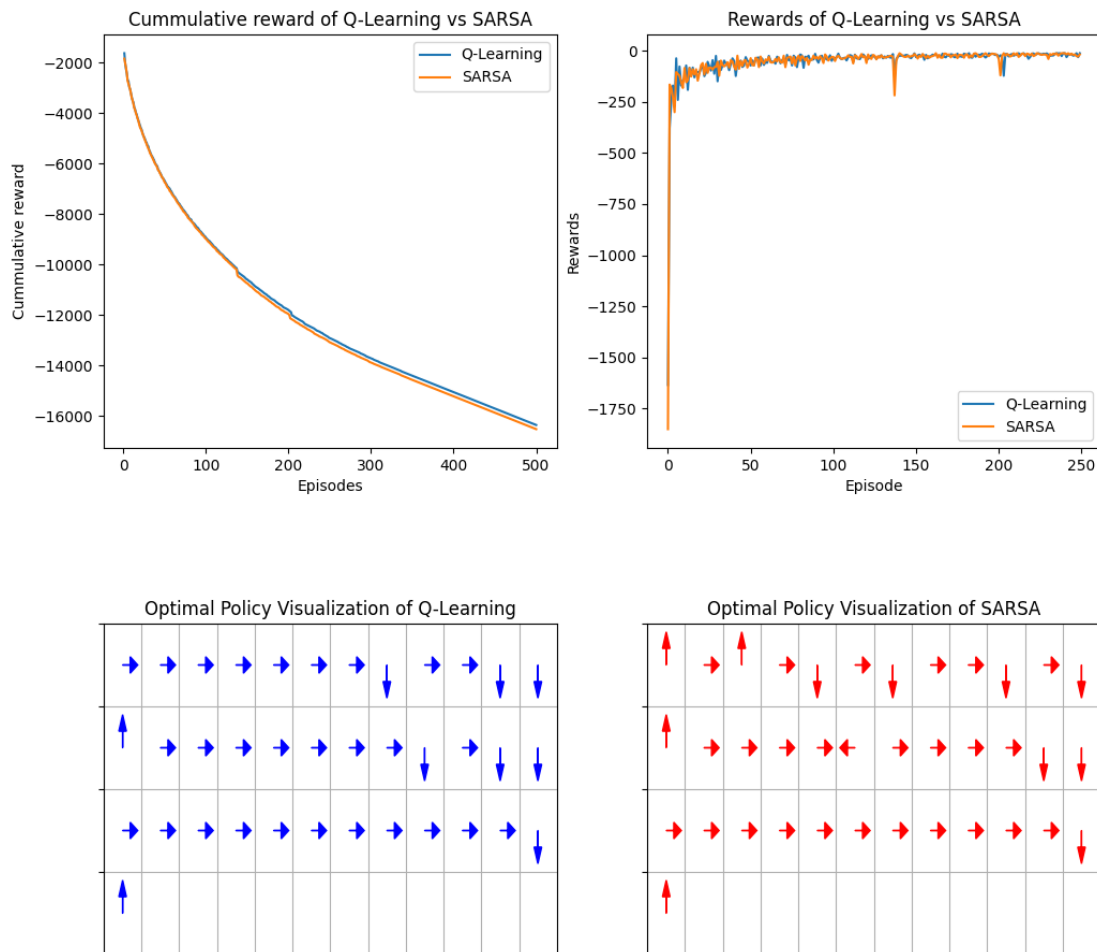 Cummulative reward of Q-Learning vs SARSA
Q-Learning
SARSA
−2000
−4000
−6000
−8000
−10000
−12000
−14000
−16000
Cummulative reward
0
100
200
300
400
500
Episodes
Rewards of Q-Learning vs SARSA
0
−250
−500
−750
−1000
−1250
−1500
−1750
Rewards
Q-Learning
SARSA
0
50
100
150
200
250
Episode
Optimal Policy Visualization of Q-Learning
Optimal Policy Visualization of SARSA